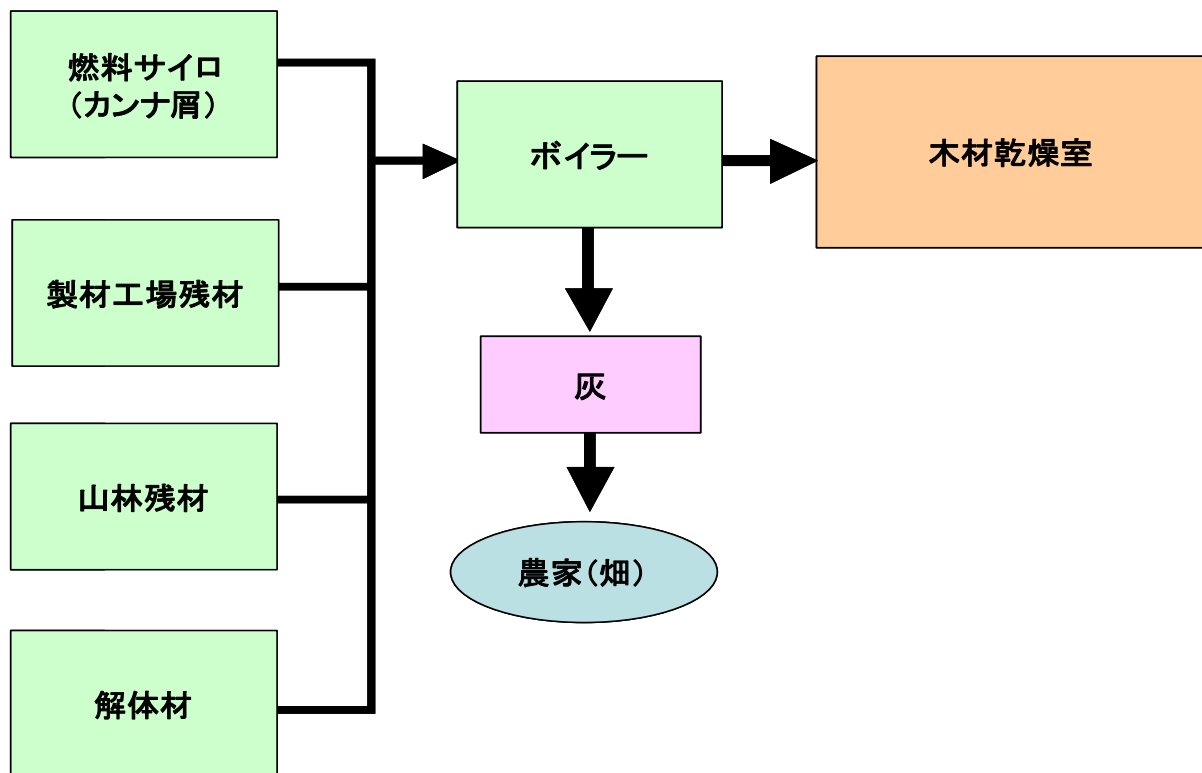 燃料サイロ
（カンナ屑）
製材工場残材
山林残材
解体材
ボイラー
灰
農家（畑）
木材乾燥室